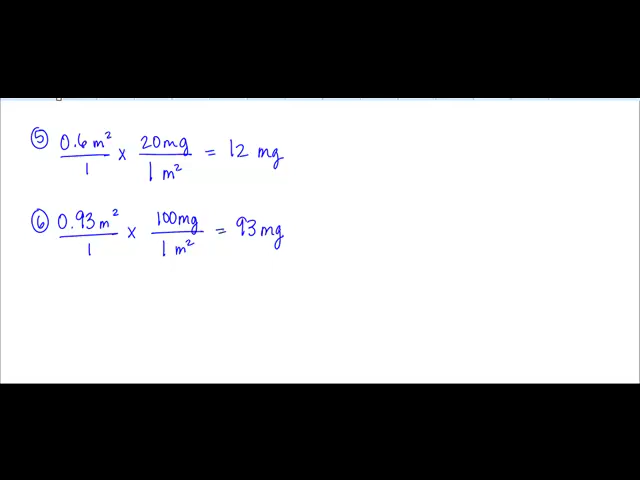 ⑤ 0.6 m² / 1 x 20mg / 1 m² = 12 mg
⑥ 0.93 m² / 1 x 100mg / 1 m² = 93 mg